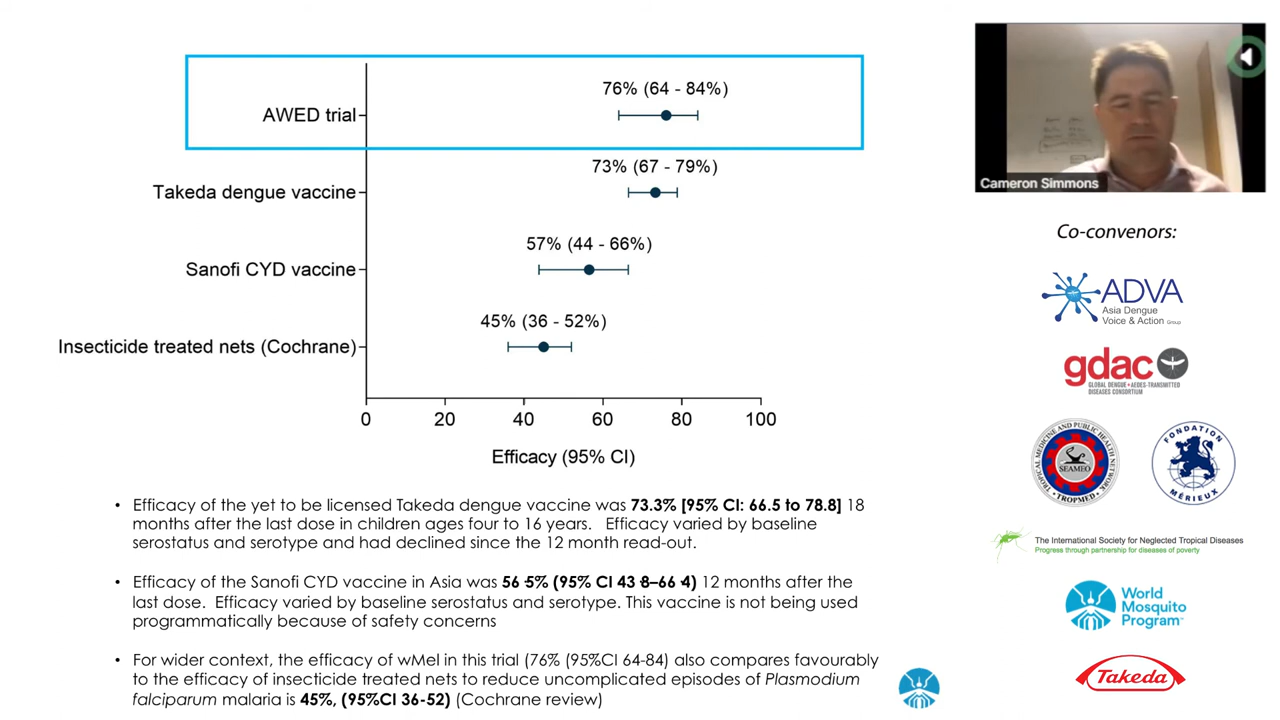 76% (64 - 84%)
AWED trial
73% (67 - 79%)
Takeda dengue vaccine
57% (44 - 66%)
Sanofi CYD vaccine
45% (36 - 52%)
Insecticide treated nets (Cochrane)
0 20 40 60 80 100
Efficacy (95% CI)
• Efficacy of the yet to be licensed Takeda dengue vaccine was 73.3% [95% CI: 66.5 to 78.8] 18
months after the last dose in children ages four to 16 years. Efficacy varied by baseline
serostatus and serotype and had declined since the 12 month read-out.
• Efficacy of the Sanofi CYD vaccine in Asia was 56·5% (95% CI 43·8–66·4) 12 months after the
last dose. Efficacy varied by baseline serostatus and serotype. This vaccine is not being used
programmatically because of safety concerns
• For wider context, the efficacy of wMel in this trial (76% (95%CI 64-84) also compares favourably
to the efficacy of insecticide treated nets to reduce uncomplicated episodes of Plasmodium
falciparum malaria is 45%, (95%CI 36-52) (Cochrane review)
Cameron Simmons
Co-convenors:
ADVA
Asia Dengue
Voice & Action Group
gdac
GLOBAL DENGUE & AEDES-TRANSMITTED
DISEASES CONSORTIUM
TROPICAL MEDICINE AND PUBLIC HEALTH NETWORK
SEAMEO
TROPMED
FONDATION
MÉRIEUX
The International Society for Neglected Tropical Diseases
Progress through partnership for diseases of poverty
World
Mosquito
Program™
Takeda